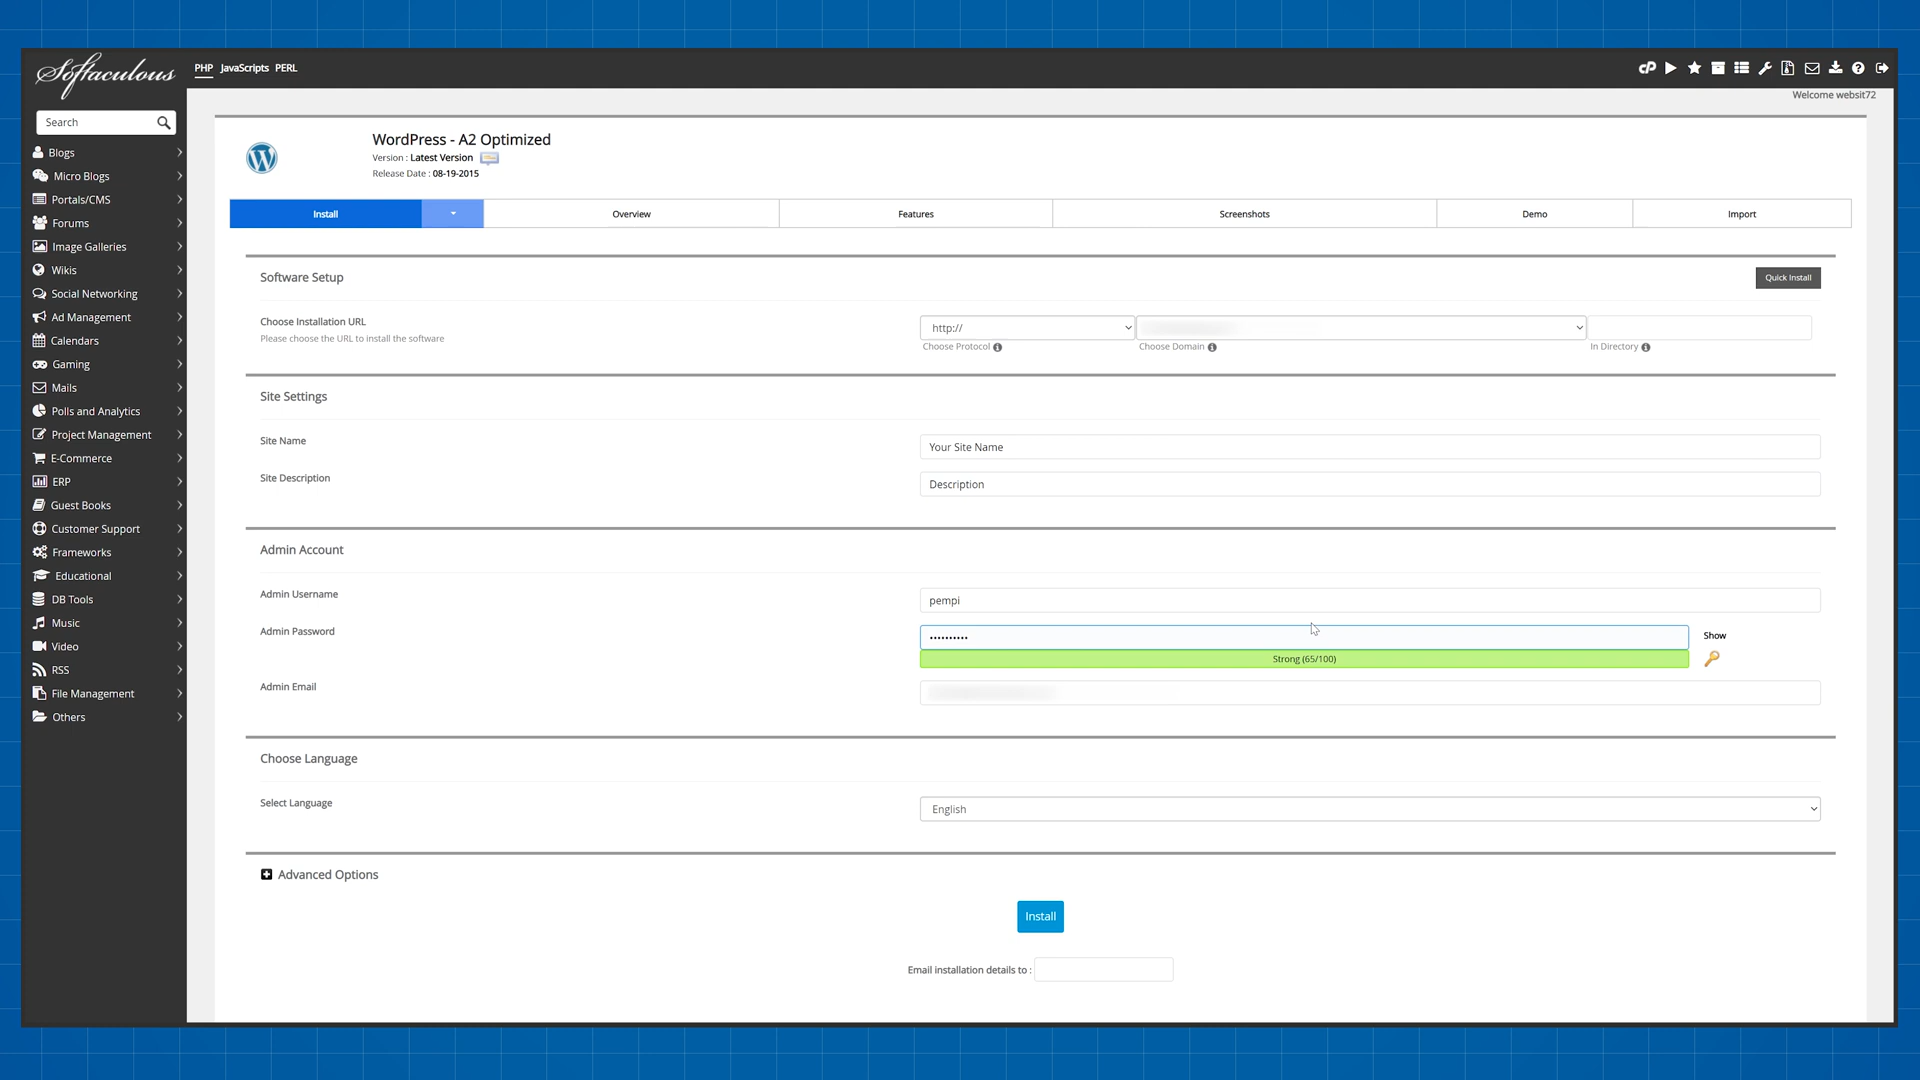 Softaculous
PHP JavaScripts PERL
Welcome websit72
Search
Blogs
Micro Blogs
Portals/CMS
Forums
Image Galleries
Wikis
Social Networking
Ad Management
Calendars
Gaming
Mails
Polls and Analytics
Project Management
E-Commerce
ERP
Guest Books
Customer Support
Frameworks
Educational
DB Tools
Music
Video
RSS
File Management
Others
WordPress - A2 Optimized
Version : Latest Version
Release Date : 08-19-2015
Install Overview Features Screenshots Demo Import
Software Setup
Quick Install
Choose Installation URL
Please choose the URL to install the software
http://
Choose Protocol Choose Domain In Directory
Site Settings
Site Name
Your Site Name
Site Description
Description
Admin Account
Admin Username
pempi
Admin Password
••••••••••
Show
Strong (65/100)
Admin Email
Choose Language
Select Language
English
Advanced Options
Install
Email installation details to :